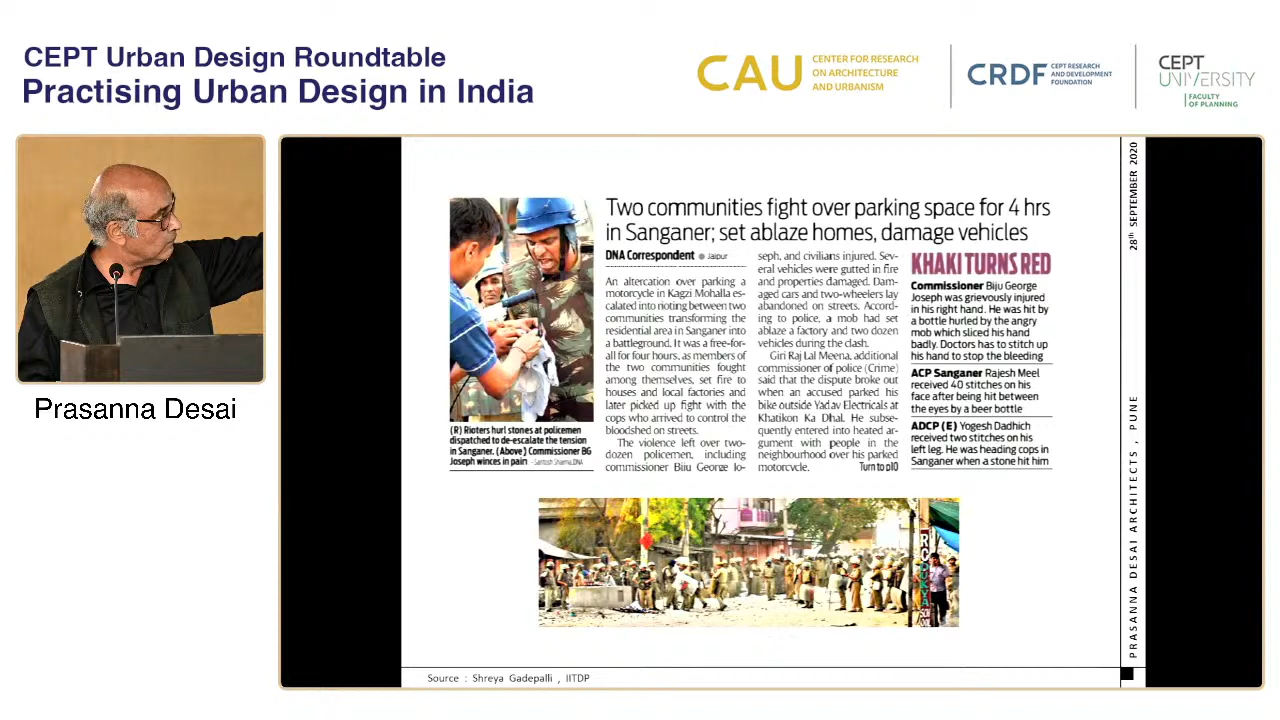 CEPT Urban Design Roundtable
Practising Urban Design in India
CAU
CENTER FOR RESEARCH
ON ARCHITECTURE
AND URBANISM
CRDF
CEPT RESEARCH
AND DEVELOPMENT
FOUNDATION
CEPT
UNIVERSITY
FACULTY
OF PLANNING
Prasanna Desai
Two communities fight over parking space for 4 hrs
in Sanganer; set ablaze homes, damage vehicles
(R) Rioters hurl stones at policemen
dispatched to de-escalate the tension
in Sanganer. (Above) Commissioner BG
Joseph winces in pain - Santosh Sharma, DNA
DNA Correspondent ● Jaipur
An altercation over parking a
motorcycle in Kagzi Mohalla es-
calated into rioting between two
communities transforming the
residential area in Sanganer into
a battleground. It was a free-for-
all for four hours, as members of
the two communities fought
among themselves, set fire to
houses and local factories and
later picked up fight with the
cops who arrived to control the
bloodshed on streets.
The violence left over two-
dozen policemen, including
commissioner Biju George Jo-
seph, and civilians injured. Sev-
eral vehicles were gutted in fire
and properties damaged. Dam-
aged cars and two-wheelers lay
abandoned on streets. Accord-
ing to police, a mob had set
ablaze a factory and two dozen
vehicles during the clash.
Giri Raj Lal Meena, additional
commissioner of police (Crime)
said that the dispute broke out
when an accused parked his
bike outside Yadav Electricals at
Khatikon Ka Dhal. He subse-
quently entered into heated ar-
gument with people in the
neighbourhood over his parked
motorcycle. Turn to p10
KHAKI TURNS RED
Commissioner Biju George
Joseph was grievously injured
in his right hand. He was hit by
a bottle hurled by the angry
mob which sliced his hand
badly. Doctors has to stitch up
his hand to stop the bleeding
ACP Sanganer Rajesh Meel
received 40 stitches on his
face after being hit between
the eyes by a beer bottle
ADCP (E) Yogesh Dadhich
received two stitches on his
left leg. He was heading cops in
Sanganer when a stone hit him
Source : Shreya Gadepalli , IITDP
PRASANNA DESAI ARCHITECTS , PUNE
28th SEPTEMBER 2020